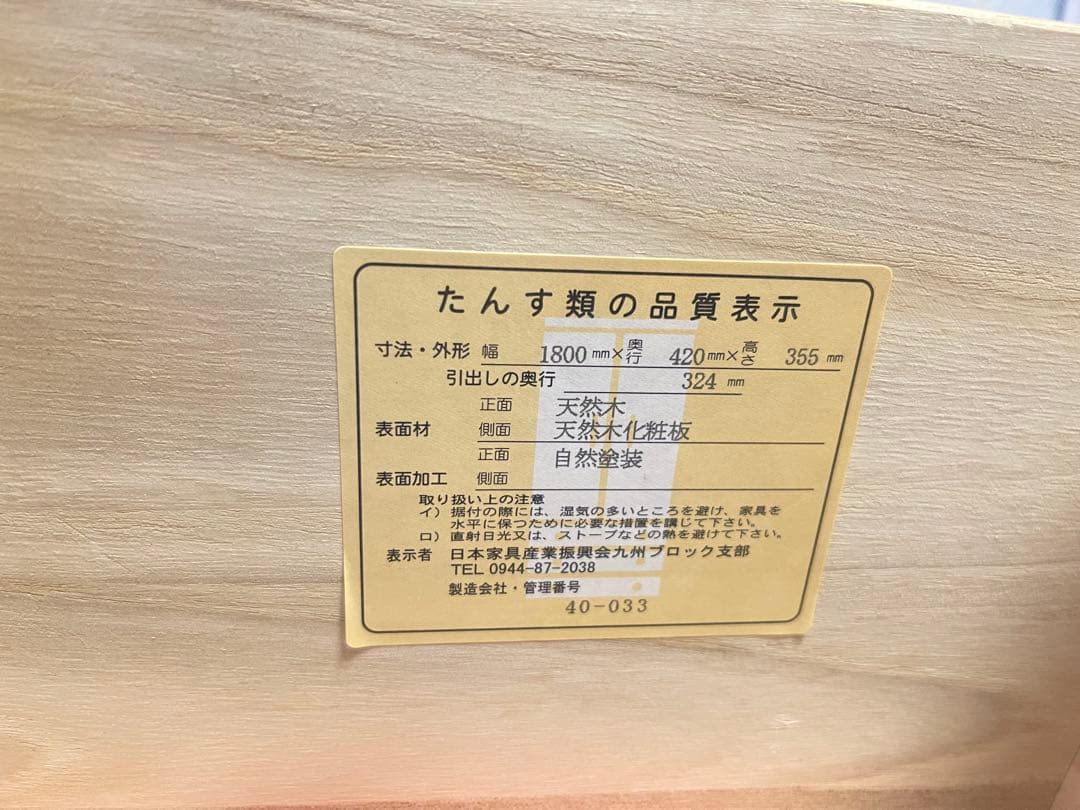 たんす類の品質表示
寸法・外形 幅 1800 mm× 奥行 420 mm× 高さ 355 mm
引出しの奥行 324 mm
正面 天然木
表面材 側面 天然木化粧板
正面 自然塗装
表面加工 側面
取り扱い上の注意
イ）据付の際には、湿気の多いところを避け、家具を
水平に保つために必要な措置を講じて下さい。
ロ）直射日光又は、ストーブなどの熱を避けて下さい。
表示者 日本家具産業振興会九州ブロック支部
TEL 0944-87-2038
製造会社・管理番号
40-033